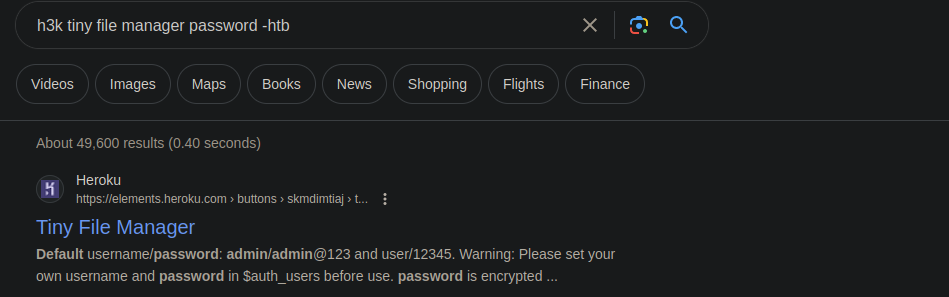 h3k tiny file manager password -htb
Videos Images Maps Books News Shopping Flights Finance
About 49,600 results (0.40 seconds)
Heroku
https://elements.heroku.com › buttons › skmdimtiaj › t...
Tiny File Manager
Default username/password: admin/admin@123 and user/12345. Warning: Please set your
own username and password in $auth_users before use. password is encrypted ...